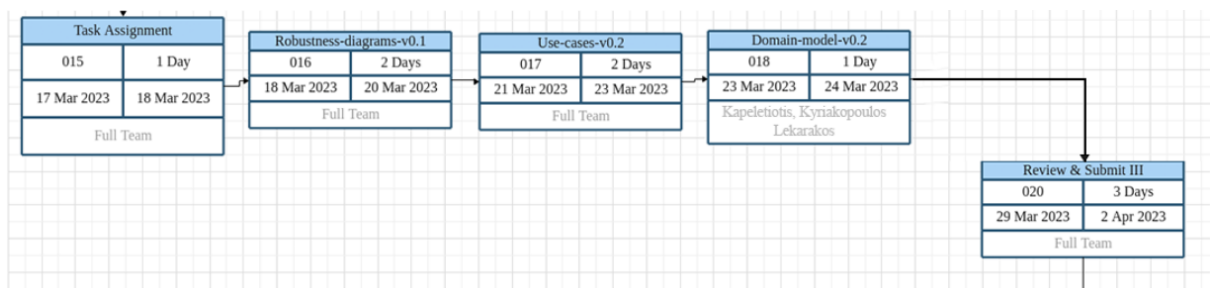 Task Assignment
015 1 Day
17 Mar 2023 18 Mar 2023
Full Team
Robustness-diagrams-v0.1
016 2 Days
18 Mar 2023 20 Mar 2023
Full Team
Use-cases-v0.2
017 2 Days
21 Mar 2023 23 Mar 2023
Full Team
Domain-model-v0.2
018 1 Day
23 Mar 2023 24 Mar 2023
Kapeletiotis, Kyriakopoulos
Lekarakos
Review & Submit III
020 3 Days
29 Mar 2023 2 Apr 2023
Full Team